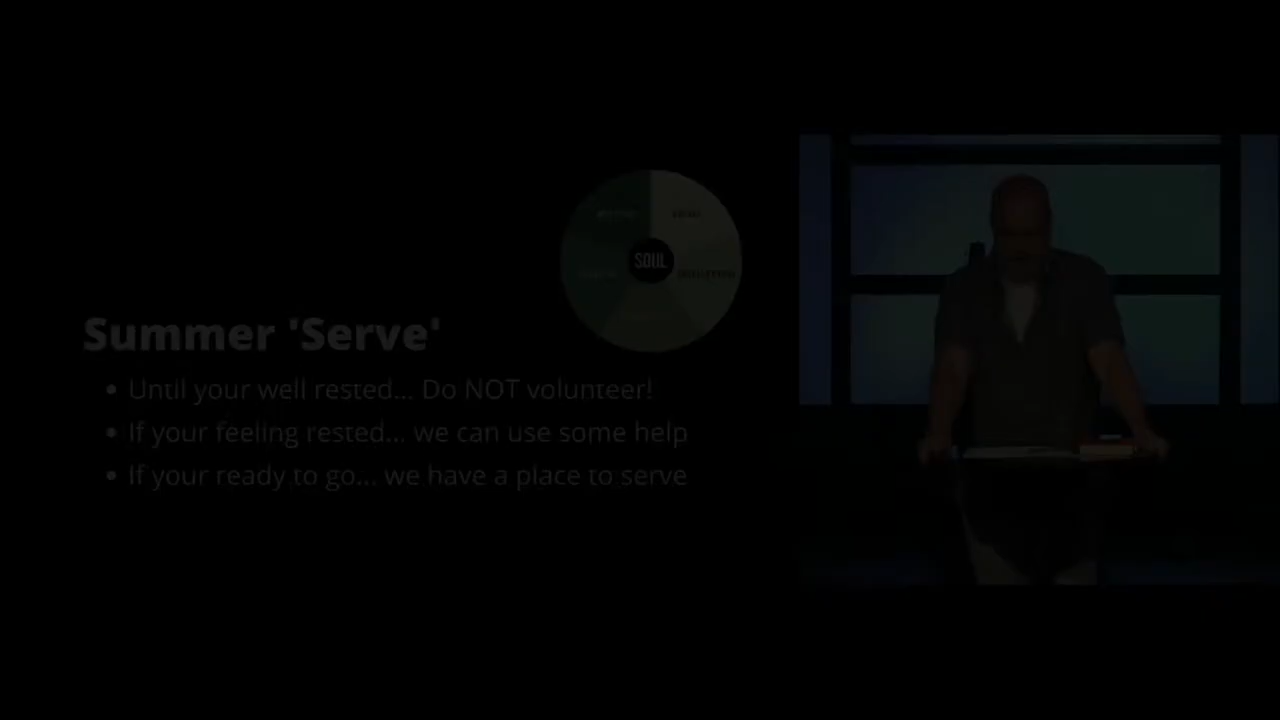 SOUL
Summer 'Serve'
• Until your well rested... Do NOT volunteer!
• If your feeling rested... we can use some help
• If your ready to go... we have a place to serve